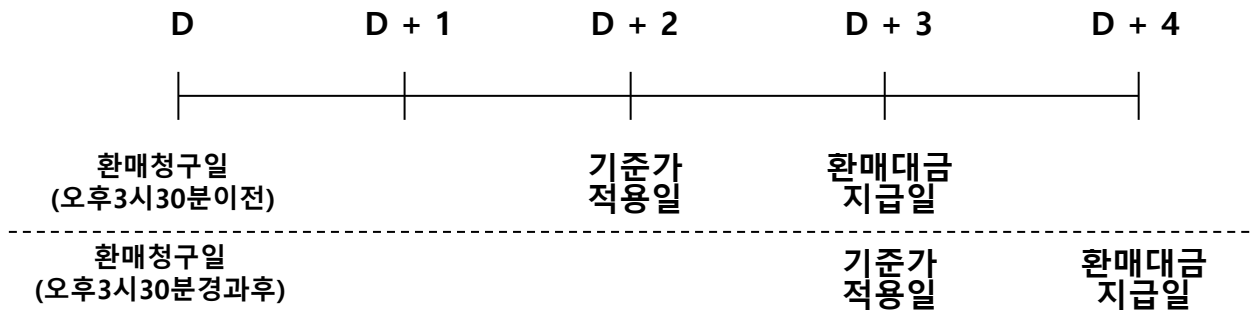 D D + 1 D + 2 D + 3 D + 4
환매청구일 기준가 환매대금
(오후3시30분이전) 적용일 지급일
환매청구일 기준가 환매대금
(오후3시30분경과후) 적용일 지급일